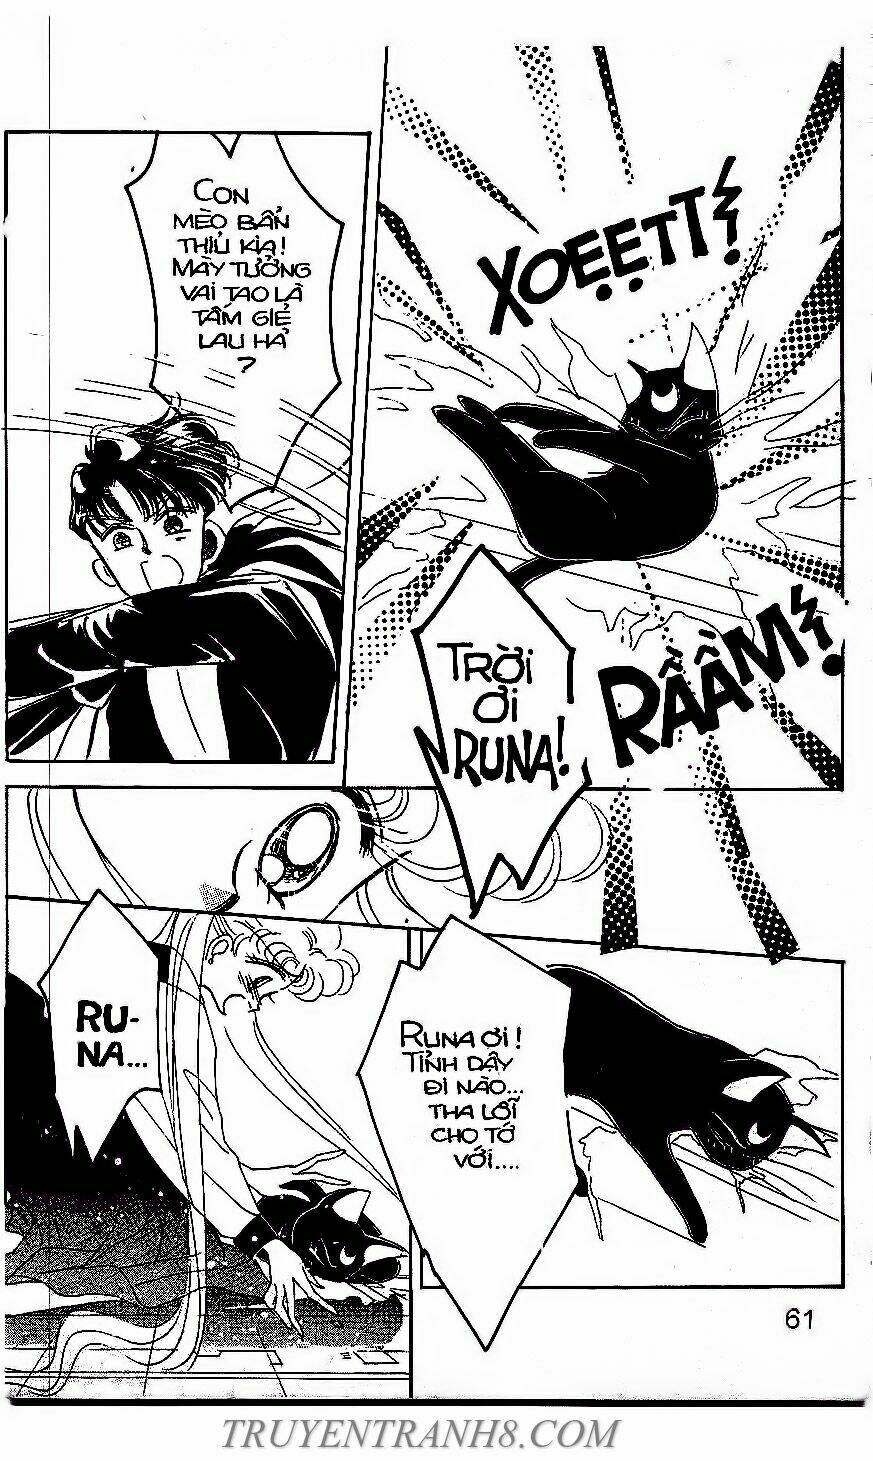 CON
MÈO BẨN
THỈU KIA!
MÀY TƯỞNG
VAI TAO LÀ
TẤM GIẺ
LAU HẢ
?
XOẸẸTT!
TRỜI
ƠI
RUNA!
RẦẦM!
RU-
NA...
RUNA ƠI!
TỈNH DẬY
ĐI NÀO...
THA LỖI
CHO TỚ
VỚI....
61
TRUYENTRANH8.COM